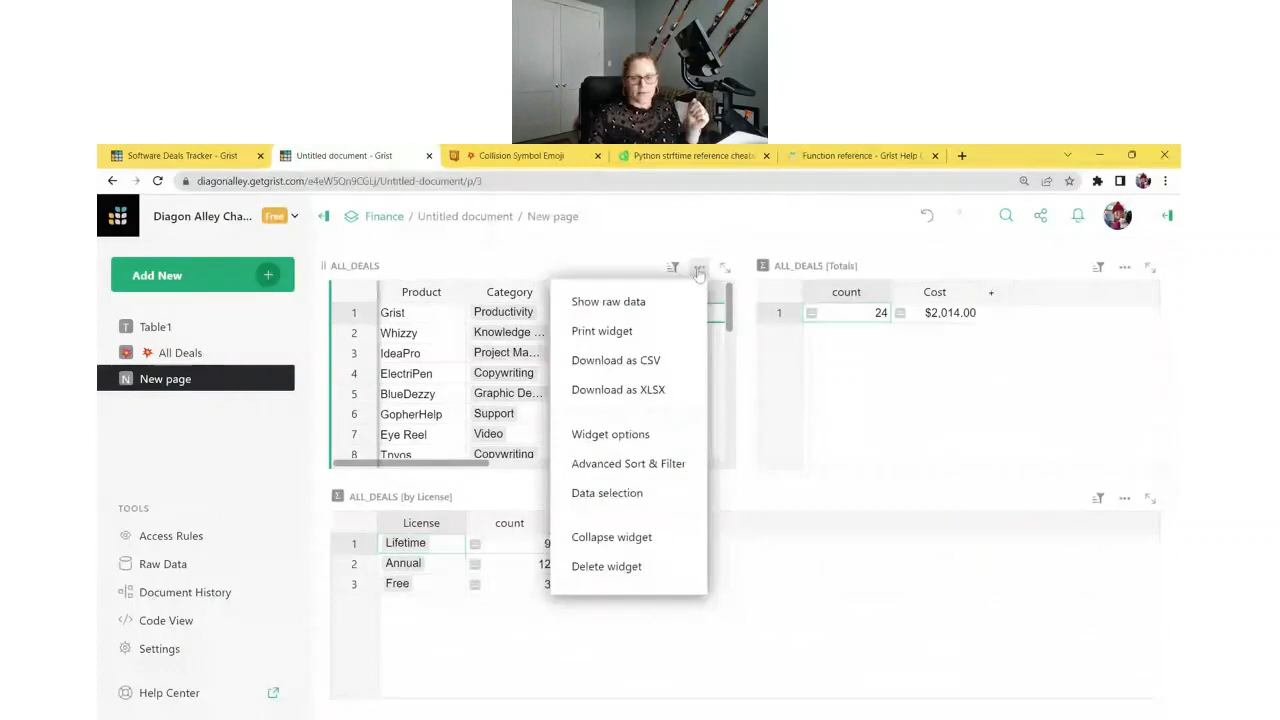 Software Deals Tracker - Grist
Untitled document - Grist
Collision Symbol Emoji
Python strftime reference cheats
Function reference - Grist Help
diagonalley.getgrist.com/e4eW5Qn9CGLj/Untitled-document/p/3
Diagon Alley Cha... Free
Finance / Untitled document / New page
Add New +
T Table1
All Deals
N New page
TOOLS
Access Rules
Raw Data
Document History
Code View
Settings
Help Center
ALL_DEALS
Product Category
1 Grist Productivity
2 Whizzy Knowledge ...
3 IdeaPro Project Ma...
4 ElectriPen Copywriting
5 BlueDezzy Graphic De...
6 GopherHelp Support
7 Eye Reel Video
8 Copywriting
Show raw data
Print widget
Download as CSV
Download as XLSX
Widget options
Advanced Sort & Filter
Data selection
Collapse widget
Delete widget
ALL_DEALS [Totals]
count Cost +
1 24 $2,014.00
ALL_DEALS [by License]
License count
1 Lifetime 9
2 Annual 12
3 Free 3